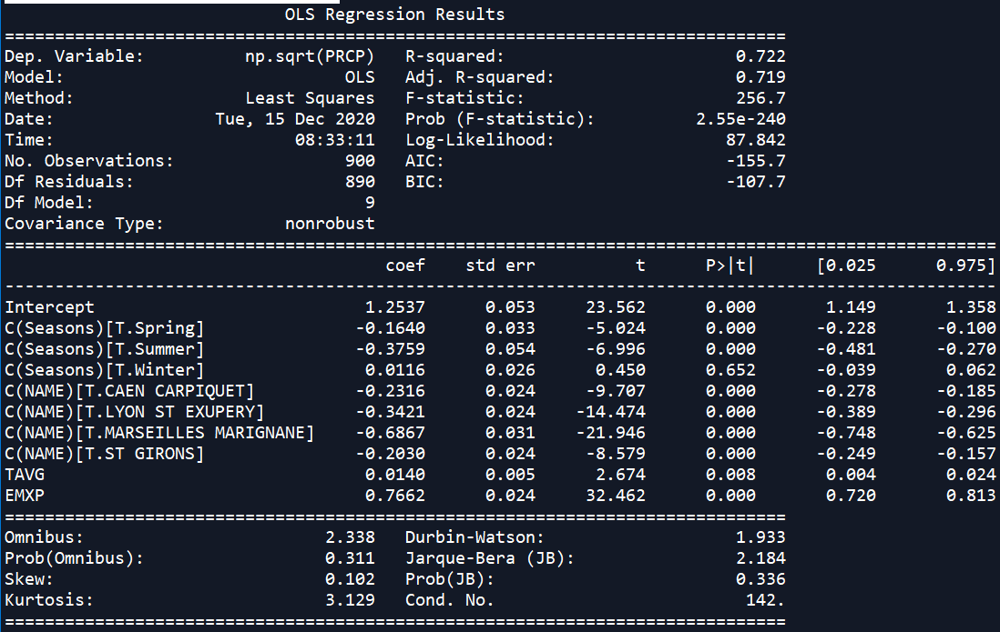 OLS Regression Results
==============================================================================
Dep. Variable:          np.sqrt(PRCP)   R-squared:                       0.722
Model:                            OLS   Adj. R-squared:                  0.719
Method:                 Least Squares   F-statistic:                     256.7
Date:                Tue, 15 Dec 2020   Prob (F-statistic):          2.55e-240
Time:                        08:33:11   Log-Likelihood:                 87.842
No. Observations:                 900   AIC:                            -155.7
Df Residuals:                     890   BIC:                            -107.7
Df Model:                           9
Covariance Type:            nonrobust
===================================================================================================
                                      coef    std err          t      P>|t|      [0.025      0.975]
---------------------------------------------------------------------------------------------------
Intercept                           1.2537      0.053     23.562      0.000       1.149       1.358
C(Seasons)[T.Spring]               -0.1640      0.033     -5.024      0.000      -0.228      -0.100
C(Seasons)[T.Summer]               -0.3759      0.054     -6.996      0.000      -0.481      -0.270
C(Seasons)[T.Winter]                0.0116      0.026      0.450      0.652      -0.039       0.062
C(NAME)[T.CAEN CARPIQUET]          -0.2316      0.024     -9.707      0.000      -0.278      -0.185
C(NAME)[T.LYON ST EXUPERY]         -0.3421      0.024    -14.474      0.000      -0.389      -0.296
C(NAME)[T.MARSEILLES MARIGNANE]    -0.6867      0.031    -21.946      0.000      -0.748      -0.625
C(NAME)[T.ST GIRONS]               -0.2030      0.024     -8.579      0.000      -0.249      -0.157
TAVG                                0.0140      0.005      2.674      0.008       0.004       0.024
EMXP                                0.7662      0.024     32.462      0.000       0.720       0.813
==============================================================================
Omnibus:                        2.338   Durbin-Watson:                   1.933
Prob(Omnibus):                  0.311   Jarque-Bera (JB):                2.184
Skew:                           0.102   Prob(JB):                        0.336
Kurtosis:                       3.129   Cond. No.                         142.
==============================================================================